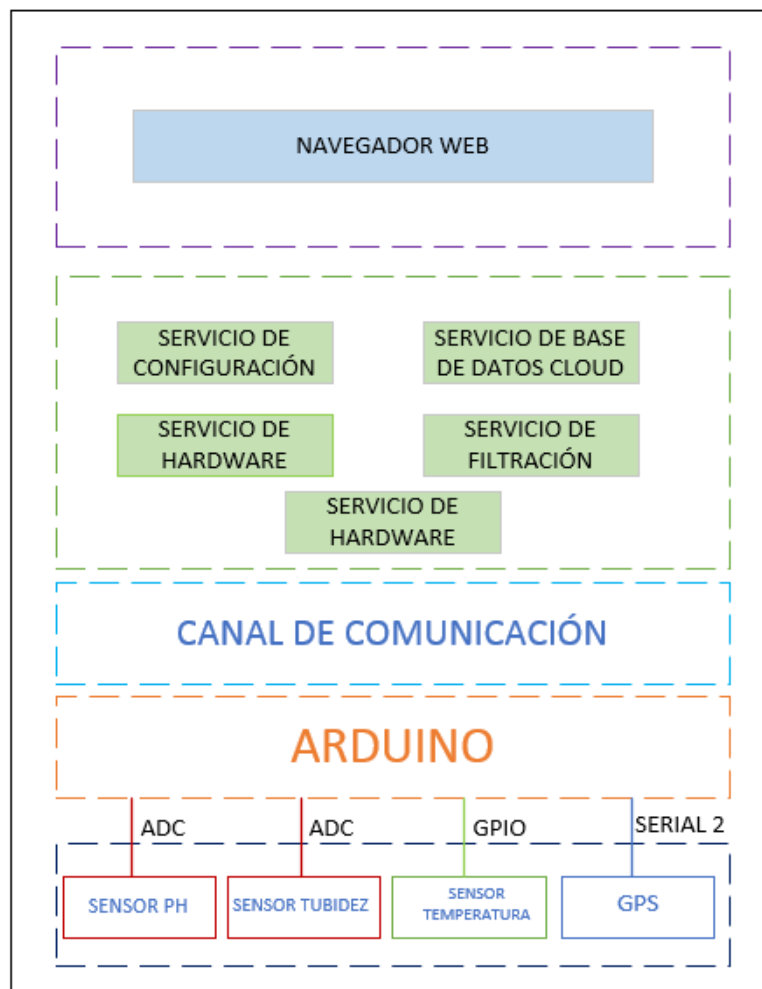 NAVEGADOR WEB
SERVICIO DE
CONFIGURACIÓN
SERVICIO DE BASE
DE DATOS CLOUD
SERVICIO DE
HARDWARE
SERVICIO DE
FILTRACIÓN
SERVICIO DE
HARDWARE
CANAL DE COMUNICACIÓN
ARDUINO
ADC
ADC
GPIO
SERIAL 2
SENSOR PH
SENSOR TUBIDEZ
SENSOR
TEMPERATURA
GPS